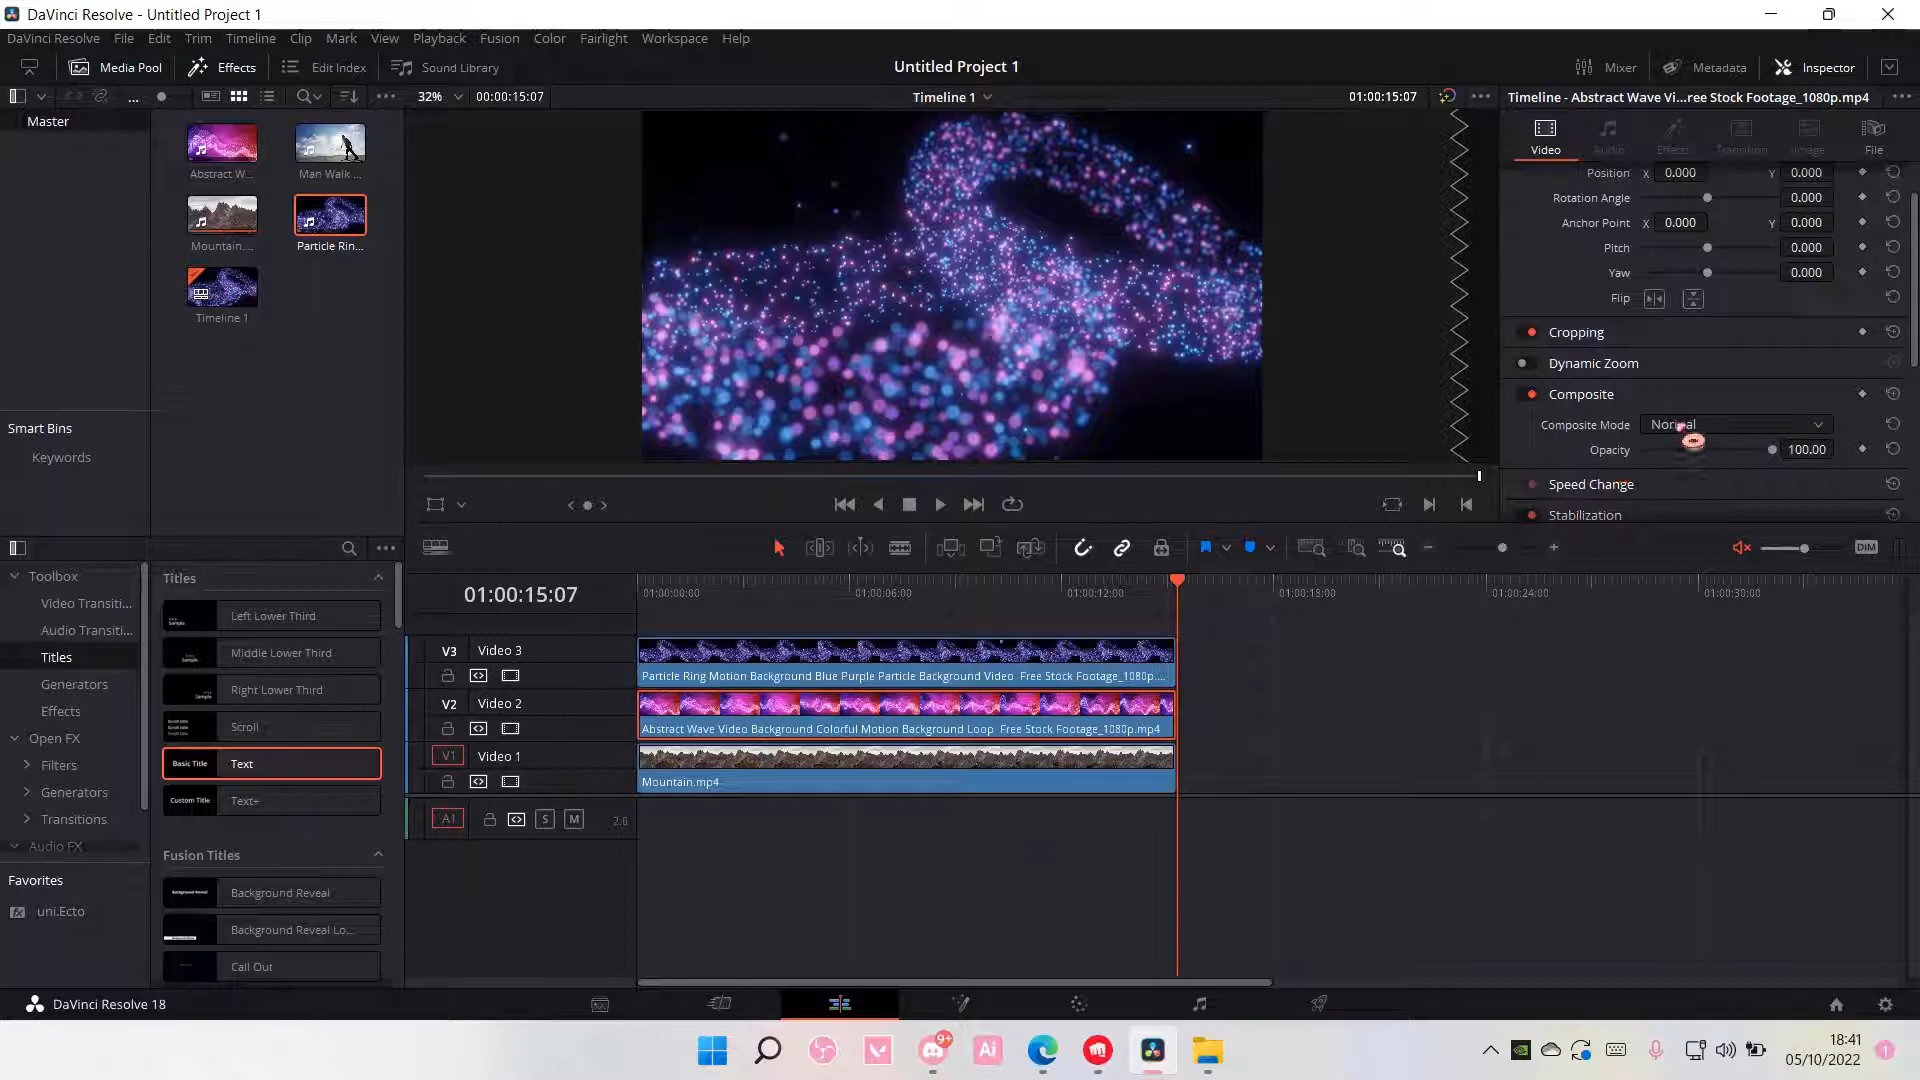 DaVinci Resolve - Untitled Project 1
DaVinci Resolve File Edit Trim Timeline Clip Mark View Playback Fusion Color Fairlight Workspace Help
Media Pool Effects Edit Index Sound Library Untitled Project 1 Mixer Metadata Inspector
32% 00:00:15:07 Timeline 1 01:00:15:07 Timeline - Abstract Wave Vi...ree Stock Footage_1080p.mp4
Master
Abstract W...
Man Walk ...
Mountain....
Particle Rin...
Timeline 1
Smart Bins
Keywords
Video Audio Effects Transition Image File
Position X 0.000 Y 0.000
Rotation Angle 0.000
Anchor Point X 0.000 Y 0.000
Pitch 0.000
Yaw 0.000
Flip
Cropping
Dynamic Zoom
Composite
Composite Mode Normal
Opacity 100.00
Speed Change
Stabilization
DIM
Toolbox
Video Transiti...
Audio Transiti...
Titles
Generators
Effects
Open FX
Filters
Generators
Transitions
Audio FX
Favorites
fx uni.Ecto
Titles
Left Lower Third
Middle Lower Third
Right Lower Third
Scroll
Basic Title Text
Custom Title Text+
Fusion Titles
Background Reveal
Background Reveal Lo...
Call Out
01:00:15:07
01:00:00:00 01:00:06:00 01:00:12:00 01:00:18:00 01:00:24:00 01:00:30:00
V3 Video 3
Particle Ring Motion Background Blue Purple Particle Background Video Free Stock Footage_1080p....
V2 Video 2
Abstract Wave Video Background Colorful Motion Background Loop Free Stock Footage_1080p.mp4
V1 Video 1
Mountain.mp4
A1 S M 2.0
DaVinci Resolve 18
9+
Ai
18:41
05/10/2022
1